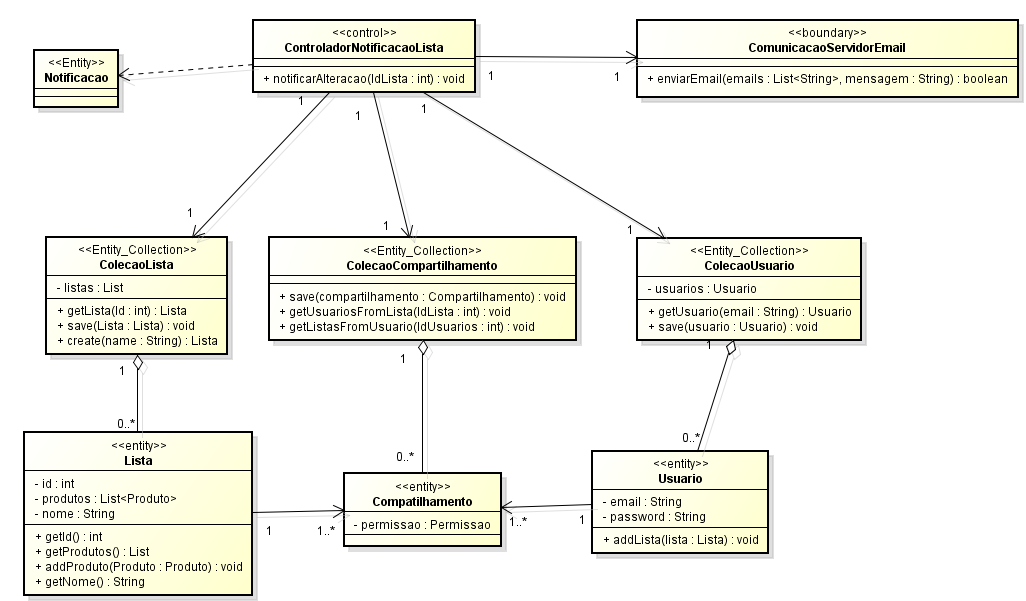 <<Entity>>
Notificacao
<<control>>
ControladorNotificacaoLista
+ notificarAlteracao(IdLista : int) : void
<<boundary>>
ComunicacaoServidorEmail
+ enviarEmail(emails : List<String>, mensagem : String) : boolean
1
1
1
1
1
1
1
1
<<Entity_Collection>>
ColecaoLista
- listas : List
+ getLista(Id : int) : Lista
+ save(Lista : Lista) : void
+ create(name : String) : Lista
<<Entity_Collection>>
ColecaoCompartilhamento
+ save(compartilhamento : Compartilhamento) : void
+ getUsuariosFromLista(IdLista : int) : void
+ getListasFromUsuario(IdUsuarios : int) : void
<<Entity_Collection>>
ColecaoUsuario
- usuarios : Usuario
+ getUsuario(email : String) : Usuario
+ save(usuario : Usuario) : void
1
1
1
0..*
0..*
0..*
<<entity>>
Lista
- id : int
- produtos : List<Produto>
- nome : String
+ getId() : int
+ getProdutos() : List
+ addProduto(Produto : Produto) : void
+ getNome() : String
1
1..*
<<entity>>
Compatilhamento
- permissao : Permissao
1..*
1
<<entity>>
Usuario
- email : String
- password : String
+ addLista(lista : Lista) : void